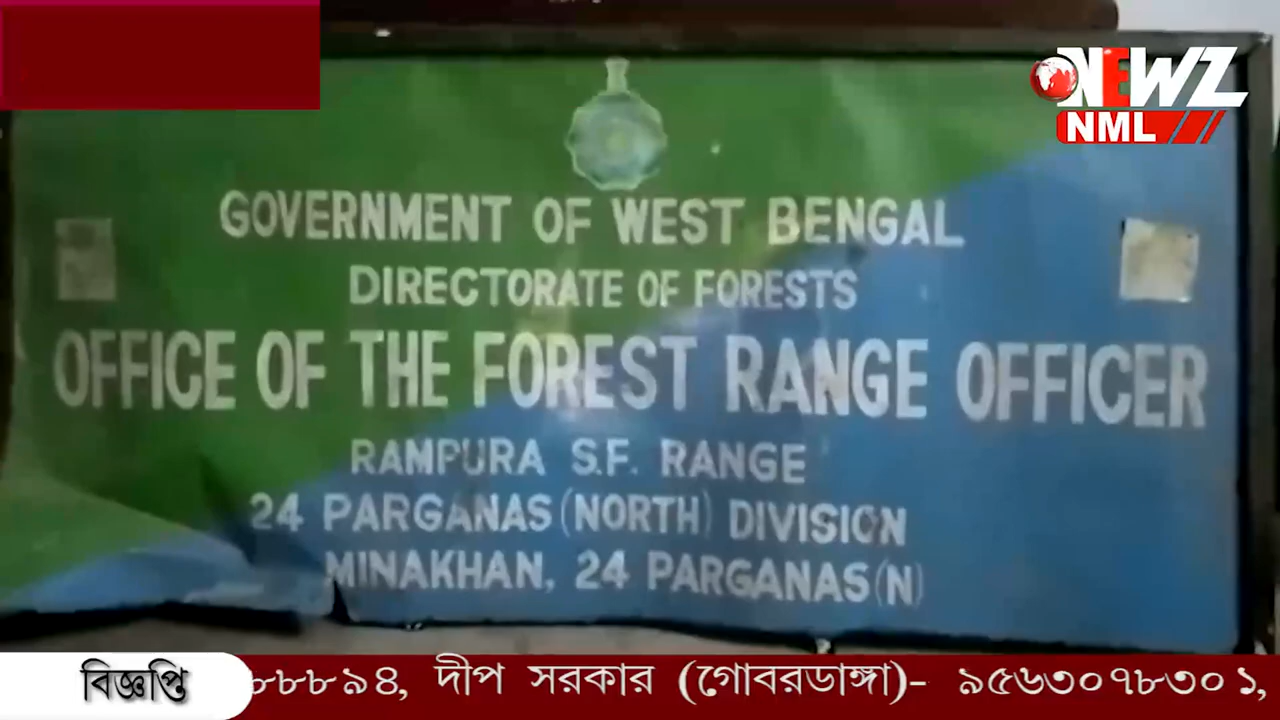 NEWZ
NML
GOVERNMENT OF WEST BENGAL
DIRECTORATE OF FORESTS
OFFICE OF THE FOREST RANGE OFFICER
RAMPURA S.F. RANGE
24 PARGANAS (NORTH) DIVISION
MINAKHAN, 24 PARGANAS (N)
বিজ্ঞপ্তি
৮৮৮৯৪, দীপ সরকার (গোবরডাঙ্গা)- ৯৫৬৩০৭৮৩০১,